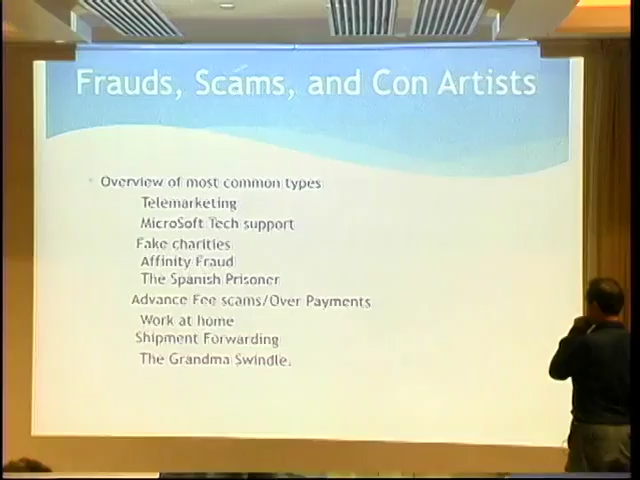 Frauds, Scams, and Con Artists
Overview of most common types
Telemarketing
MicroSoft Tech support
Fake charities
Affinity Fraud
The Spanish Prisoner
Advance Fee scams/Over Payments
Work at home
Shipment Forwarding
The Grandma Swindle.